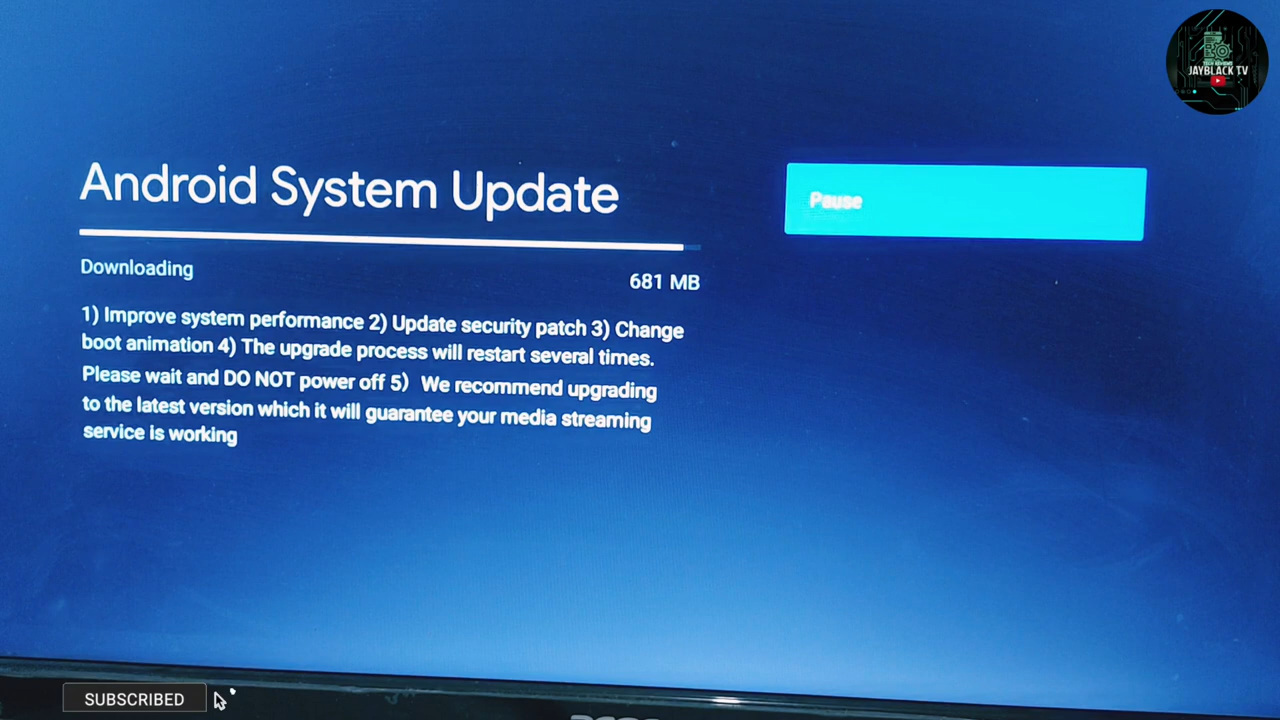 TECH REVIEWS
JAYBLACK TV
Android System Update
Pause
Downloading
681 MB
1) Improve system performance 2) Update security patch 3) Change
boot animation 4) The upgrade process will restart several times.
Please wait and DO NOT power off 5) We recommend upgrading
to the latest version which it will guarantee your media streaming
service is working
SUBSCRIBED